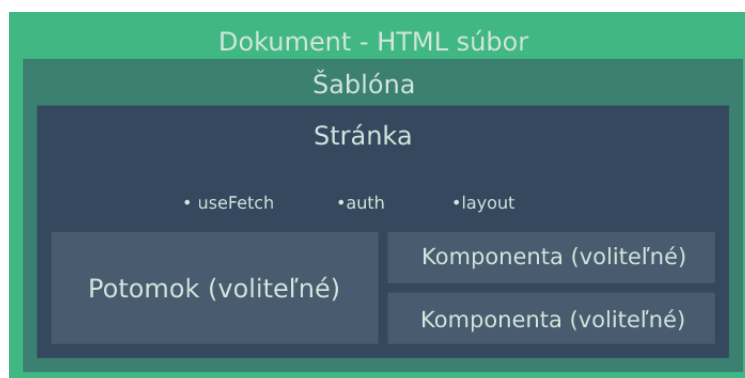 Dokument - HTML súbor
Šablóna
Stránka
• useFetch •auth •layout
Potomok (voliteľné)
Komponenta (voliteľné)
Komponenta (voliteľné)